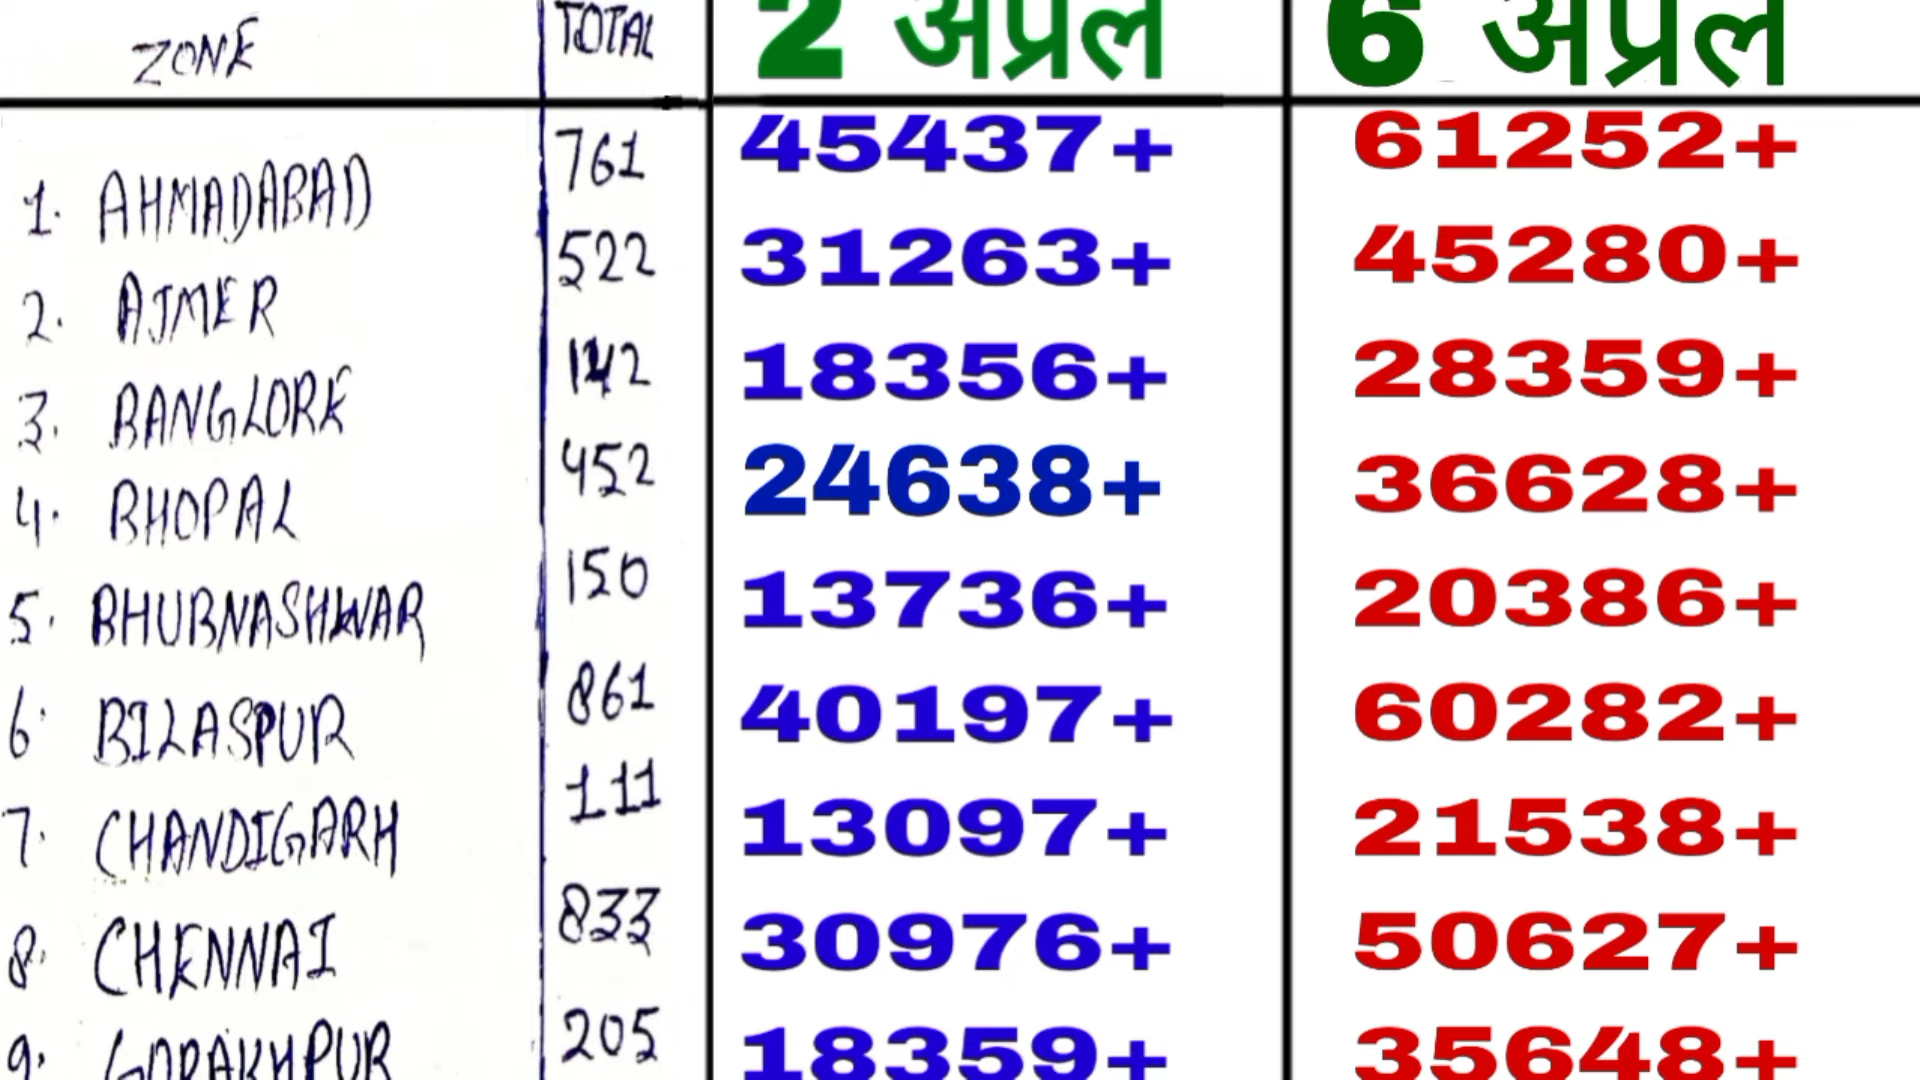 ZONE TOTAL 2 अप्रैल 6 अप्रैल
1. AHMADABAD 761 45437+ 61252+
2. AJMER 522 31263+ 45280+
3. BANGLORE 142 18356+ 28359+
4. BHOPAL 452 24638+ 36628+
5. BHUBNASHWAR 150 13736+ 20386+
6. BILASPUR 861 40197+ 60282+
7. CHANDIGARH 111 13097+ 21538+
8. CHENNAI 833 30976+ 50627+
9. GORAKHPUR 205 18359+ 35648+